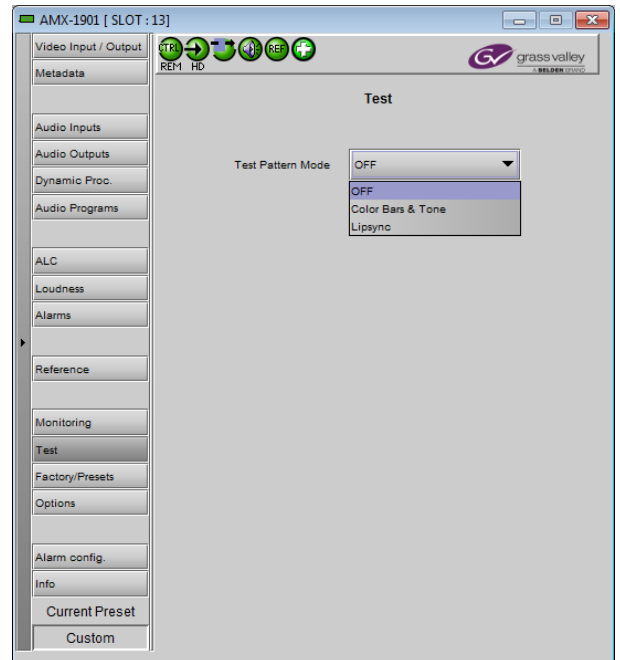 AMX-1901 [ SLOT : 13]
Video Input / Output
Metadata
Audio Inputs
Audio Outputs
Dynamic Proc.
Audio Programs
ALC
Loudness
Alarms
Reference
Monitoring
Test
Factory/Presets
Options
Alarm config.
Info
Current Preset
Custom
CTRL
REF
REM HD
GV
grass valley
A BELDEN BRAND
Test
Test Pattern Mode
OFF
OFF
Color Bars & Tone
Lipsync